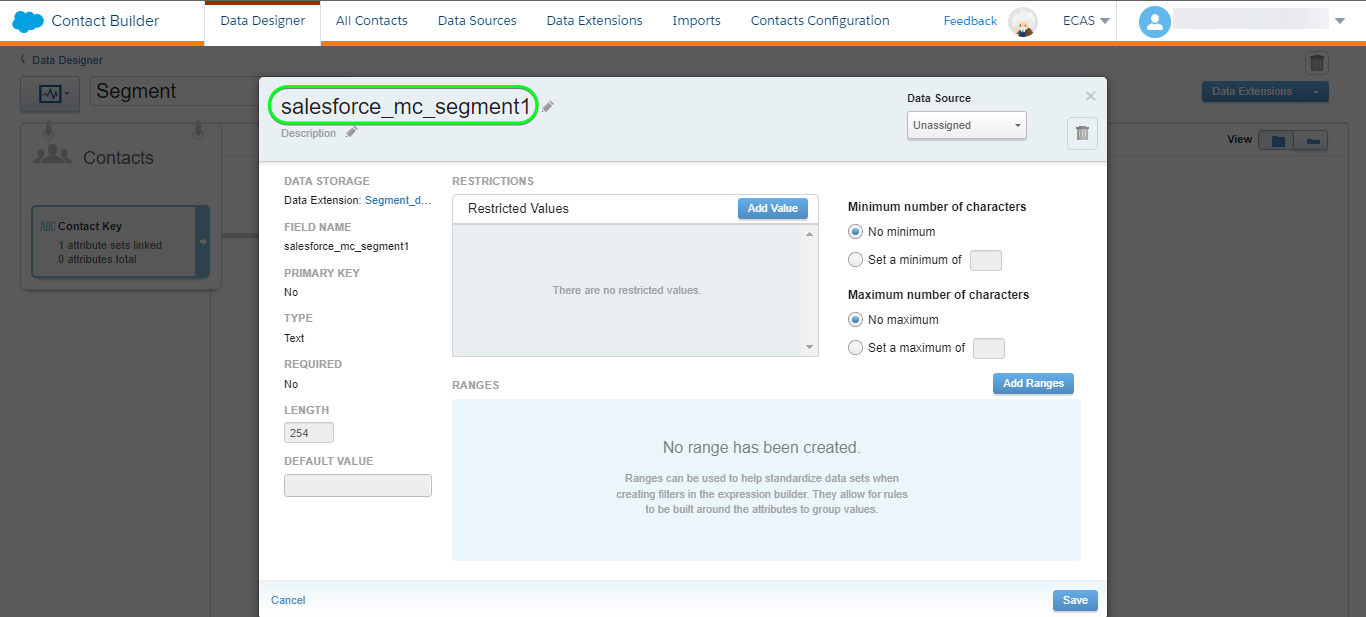 Contact Builder
Data Designer
All Contacts
Data Sources
Data Extensions
Imports
Contacts Configuration
Feedback
ECAS
Data Designer
Segment
Data Extensions
View
Contacts
ABC Contact Key
1 attribute sets linked
0 attributes total
salesforce_mc_segment1
Description
Data Source
Unassigned
DATA STORAGE
Data Extension: Segment_d...
FIELD NAME
salesforce_mc_segment1
PRIMARY KEY
No
TYPE
Text
REQUIRED
No
LENGTH
254
DEFAULT VALUE
RESTRICTIONS
Restricted Values
Add Value
There are no restricted values.
Minimum number of characters
No minimum
Set a minimum of
Maximum number of characters
No maximum
Set a maximum of
RANGES
Add Ranges
No range has been created.
Ranges can be used to help standardize data sets when
creating filters in the expression builder. They allow for rules
to be built around the attributes to group values.
Cancel
Save